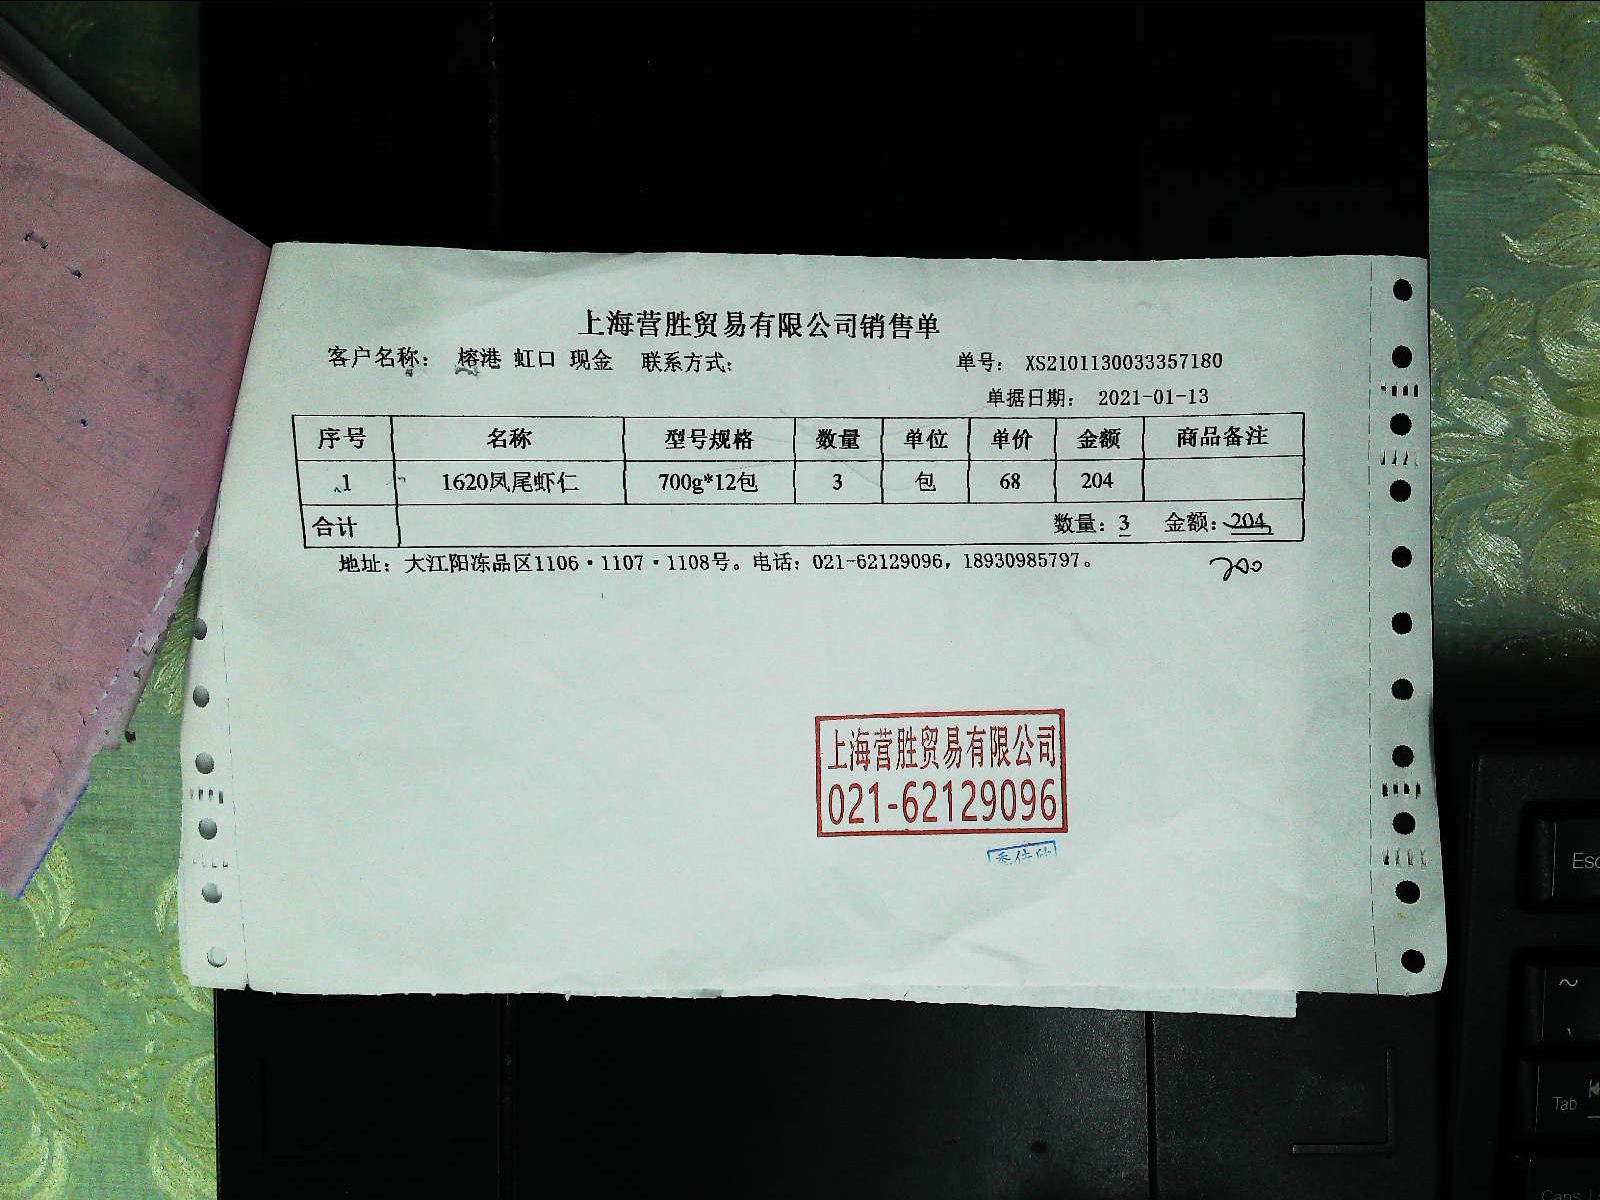 上海营胜贸易有限公司销售单
客户名称： 榕港 虹口 现金 联系方式： 单号： XS2101130033357180
单据日期： 2021-01-13
序号 名称 型号规格 数量 单位 单价 金额 商品备注
1 1620凤尾虾仁 700g*12包 3 包 68 204
合计 数量：3 金额：204
地址：大江阳冻品区1106·1107·1108号。电话：021-62129096，18930985797。
200
上海营胜贸易有限公司
021-62129096
Esc
~
Tab
Caps